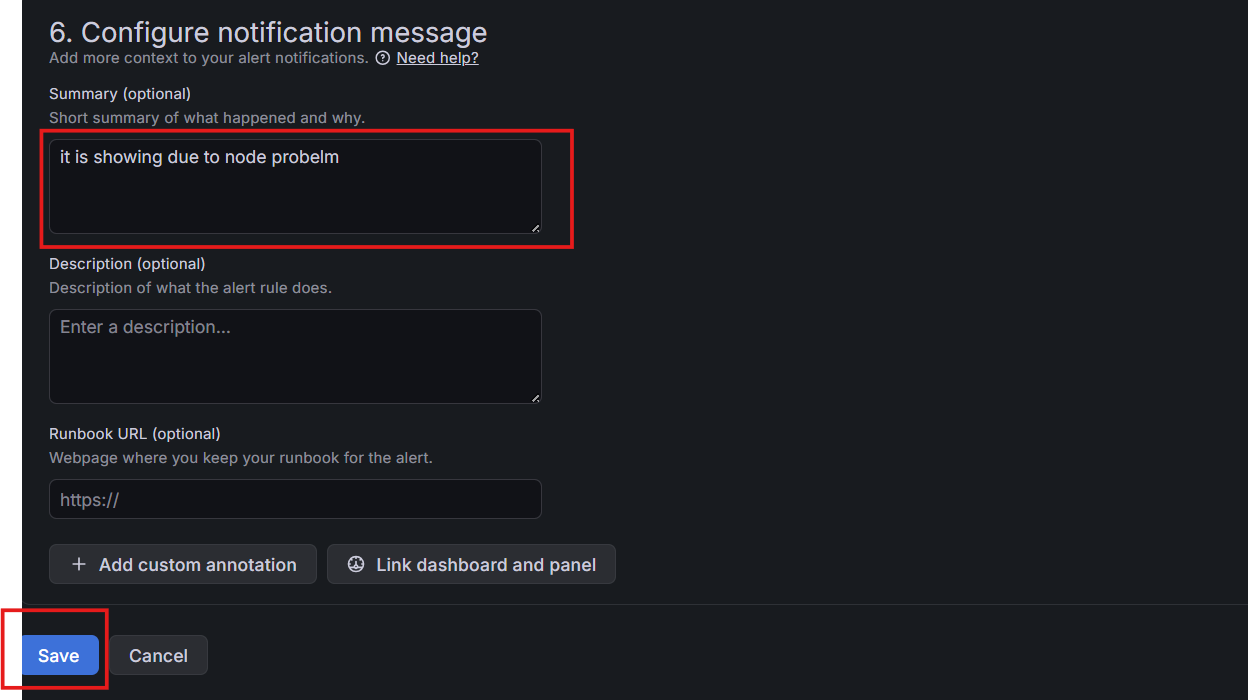 6. Configure notification message
Add more context to your alert notifications. Need help?
Summary (optional)
Short summary of what happened and why.
it is showing due to node probelm
Description (optional)
Description of what the alert rule does.
Enter a description...
Runbook URL (optional)
Webpage where you keep your runbook for the alert.
https://
+ Add custom annotation Link dashboard and panel
Save Cancel